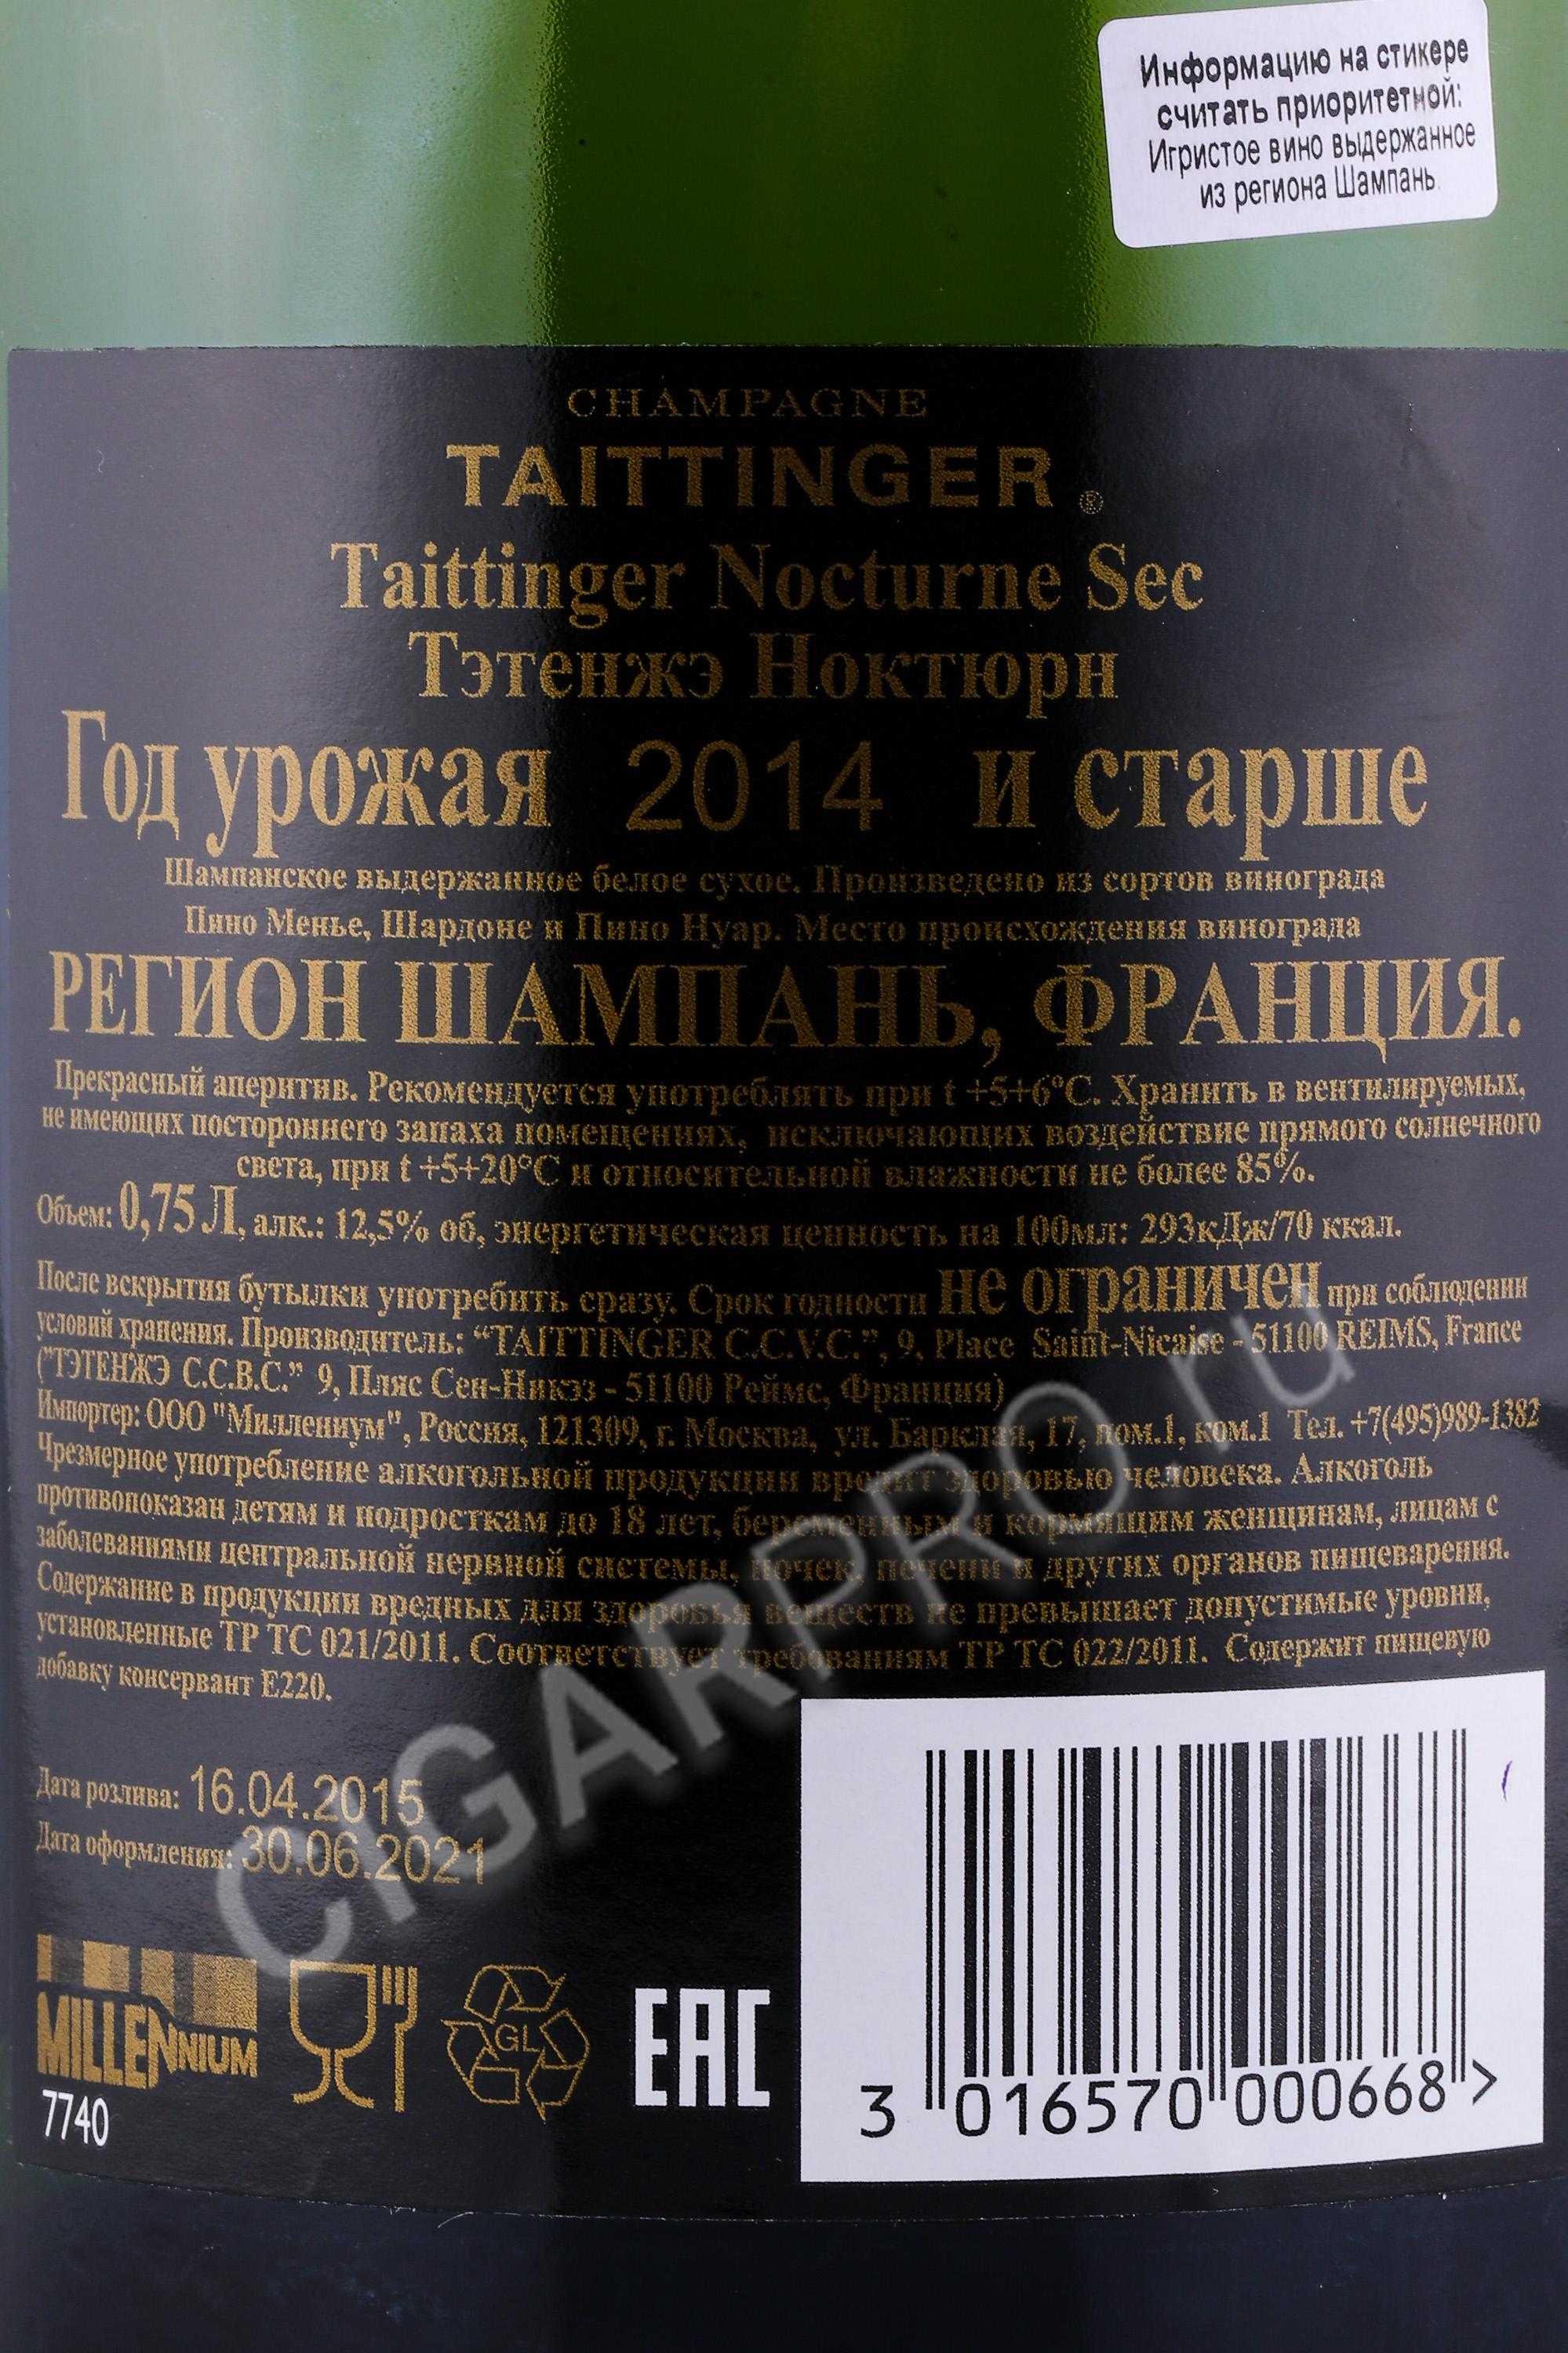 Информацию на стикере
считать приоритетной:
Игристое вино выдержанное
из региона Шампань.
CHAMPAGNE
TAITTINGER®
Taittinger Nocturne Sec
Тэтенжэ Ноктюрн
Год урожая 2014 и старше
Шампанское выдержанное белое сухое. Произведено из сортов винограда
Пино Менье, Шардоне и Пино Нуар. Место происхождения винограда
РЕГИОН ШАМПАНЬ, ФРАНЦИЯ.
Прекрасный аперитив. Рекомендуется употреблять при t +5+6°C. Хранить в вентилируемых,
не имеющих постороннего запаха помещениях, исключающих воздействие прямого солнечного
света, при t +5+20°C и относительной влажности не более 85%.
Объем: 0,75 Л, алк.: 12,5% об, энергетическая ценность на 100мл: 293кДж/70 ккал.
После вскрытия бутылки употребить сразу. Срок годности не ограничен при соблюдении
условий хранения. Производитель: “TAITTINGER C.C.V.C.”, 9, Place Saint-Nicaise - 51100 REIMS, France
("ТЭТЕНЖЭ С.С.В.С.” 9, Пляс Сен-Никэз - 51100 Реймс, Франция)
Импортер: ООО "Миллениум", Россия, 121309, г. Москва, ул. Барклая, 17, пом.1, ком.1 Тел. +7(495)989-1382
Чрезмерное употребление алкогольной продукции вредит здоровью человека. Алкоголь
противопоказан детям и подросткам до 18 лет, беременным и кормящим женщинам, лицам с
заболеваниями центральной нервной системы, почек, печени и других органов пищеварения.
Содержание в продукции вредных для здоровья веществ не превышает допустимые уровни,
установленные ТР ТС 021/2011. Соответствует требованиям ТР ТС 022/2011. Содержит пищевую
добавку консервант Е220.
Дата розлива: 16.04.2015
Дата оформления: 30.06.2021
MILLENNIUM
GL
EAC
7740
3 016570 000668 >
CIGARPRO.ru